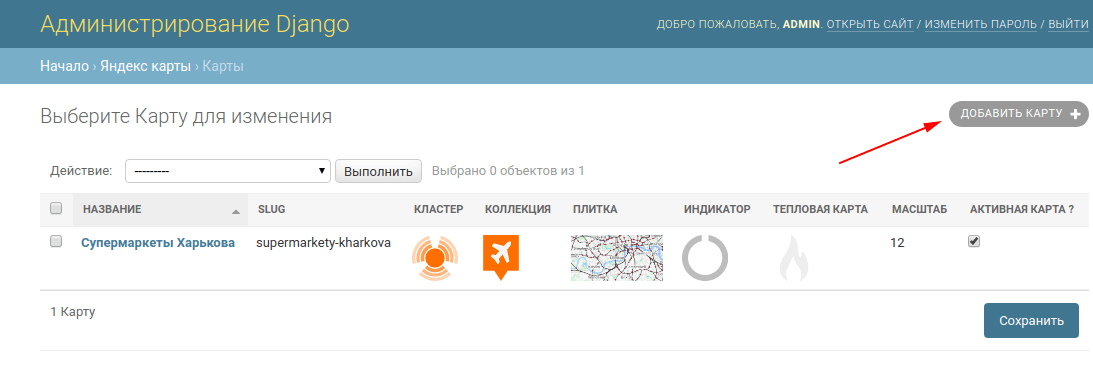 Администрирование Django
ДОБРО ПОЖАЛОВАТЬ, ADMIN. ОТКРЫТЬ САЙТ / ИЗМЕНИТЬ ПАРОЛЬ / ВЫЙТИ
Начало › Яндекс карты › Карты
Выберите Карту для изменения
ДОБАВИТЬ КАРТУ +
Действие: --------- Выполнить Выбрано 0 объектов из 1
НАЗВАНИЕ SLUG КЛАСТЕР КОЛЛЕКЦИЯ ПЛИТКА ИНДИКАТОР ТЕПЛОВАЯ КАРТА МАСШТАБ АКТИВНАЯ КАРТА ?
Супермаркеты Харькова supermarkety-kharkova 12
1 Карту
Сохранить